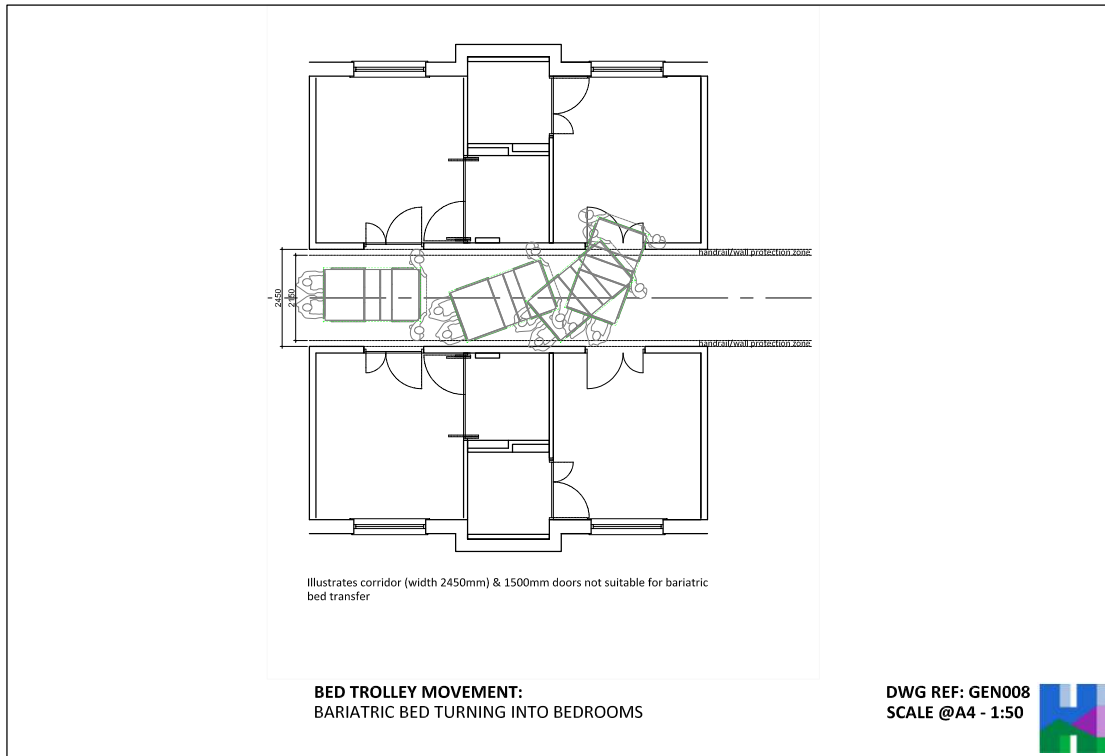 handrail/wall protection zone
2450
2150
handrail/wall protection zone
Illustrates corridor (width 2450mm) & 1500mm doors not suitable for bariatric
bed transfer
BED TROLLEY MOVEMENT:
BARIATRIC BED TURNING INTO BEDROOMS
DWG REF: GEN008
SCALE @A4 - 1:50